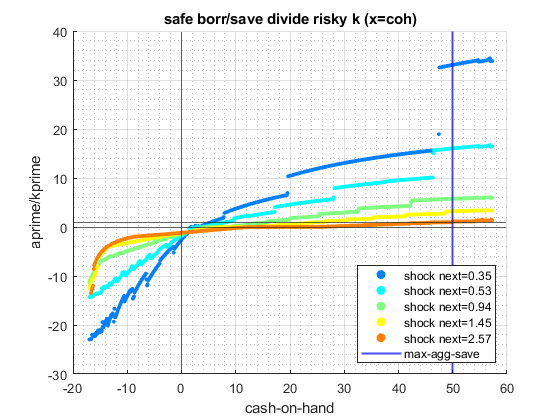 safe borr/save divide risky k (x=coh)
aprime/kprime
40
30
20
10
0
-10
-20
-30
-20
-10
0
10
20
30
40
50
60
cash-on-hand
shock next=0.35
shock next=0.53
shock next=0.94
shock next=1.45
shock next=2.57
max-agg-save